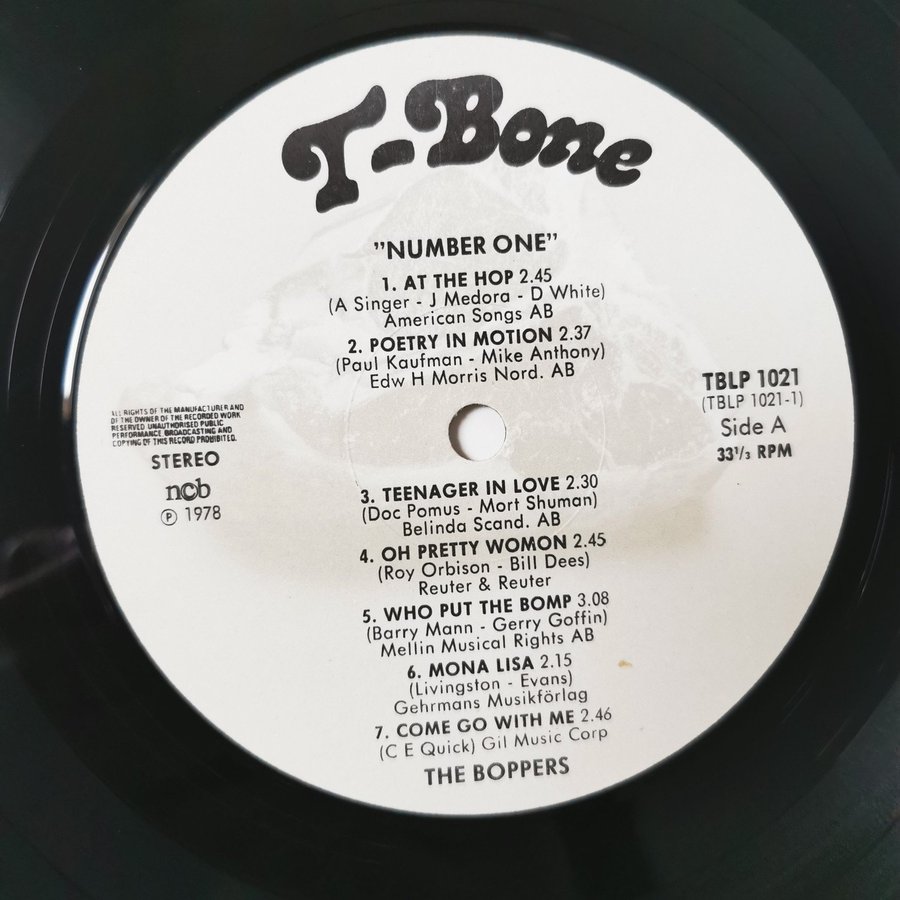 T-Bone
"NUMBER ONE"
1. AT THE HOP 2.45
(A Singer - J Medora - D White)
American Songs AB
2. POETRY IN MOTION 2.37
(Paul Kaufman - Mike Anthony)
Edw H Morris Nord. AB
ALL RIGHTS OF THE MANUFACTURER AND
OF THE OWNER OF THE RECORDED WORK
RESERVED UNAUTHORISED PUBLIC
PERFORMANCE BROADCASTING AND
COPYING OF THIS RECORD PROHIBITED.
STEREO
ncb
℗ 1978
TBLP 1021
(TBLP 1021-1)
Side A
33 1/3 RPM
3. TEENAGER IN LOVE 2.30
(Doc Pomus - Mort Shuman)
Belinda Scand. AB
4. OH PRETTY WOMON 2.45
(Roy Orbison - Bill Dees)
Reuter & Reuter
5. WHO PUT THE BOMP 3.08
(Barry Mann - Gerry Goffin)
Mellin Musical Rights AB
6. MONA LISA 2.15
(Livingston - Evans)
Gehrmans Musikförlag
7. COME GO WITH ME 2.46
(C E Quick) Gil Music Corp
THE BOPPERS